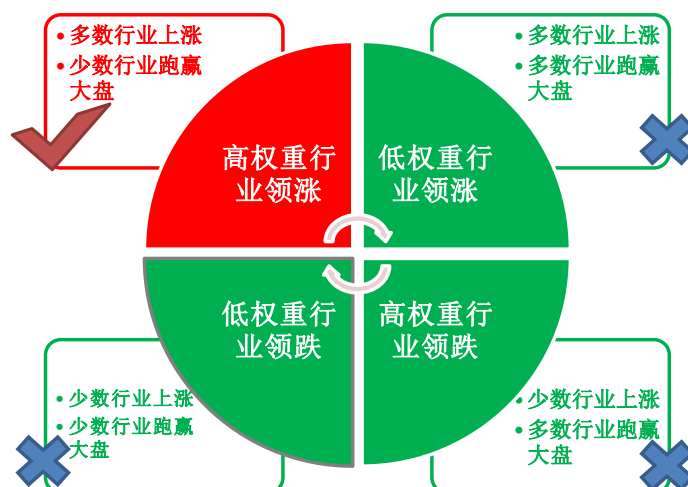 • 多数行业上涨
• 少数行业跑赢
大盘
• 多数行业上涨
• 多数行业跑赢
大盘
高权重行
业领涨
低权重行
业领涨
低权重行
业领跌
高权重行
业领跌
• 少数行业上涨
• 少数行业跑赢
大盘
• 少数行业上涨
• 多数行业跑赢
大盘